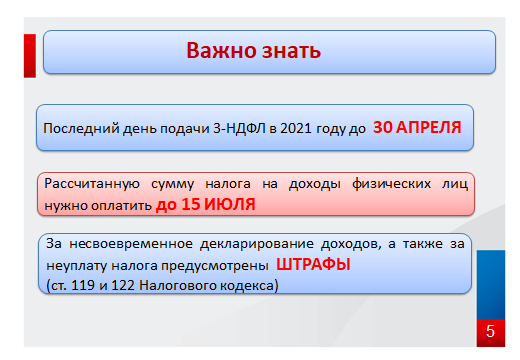 Важно знать
Последний день подачи 3-НДФЛ в 2021 году до 30 АПРЕЛЯ
Рассчитанную сумму налога на доходы физических лиц
нужно оплатить до 15 ИЮЛЯ
За несвоевременное декларирование доходов, а также за
неуплату налога предусмотрены ШТРАФЫ
(ст. 119 и 122 Налогового кодекса)
5